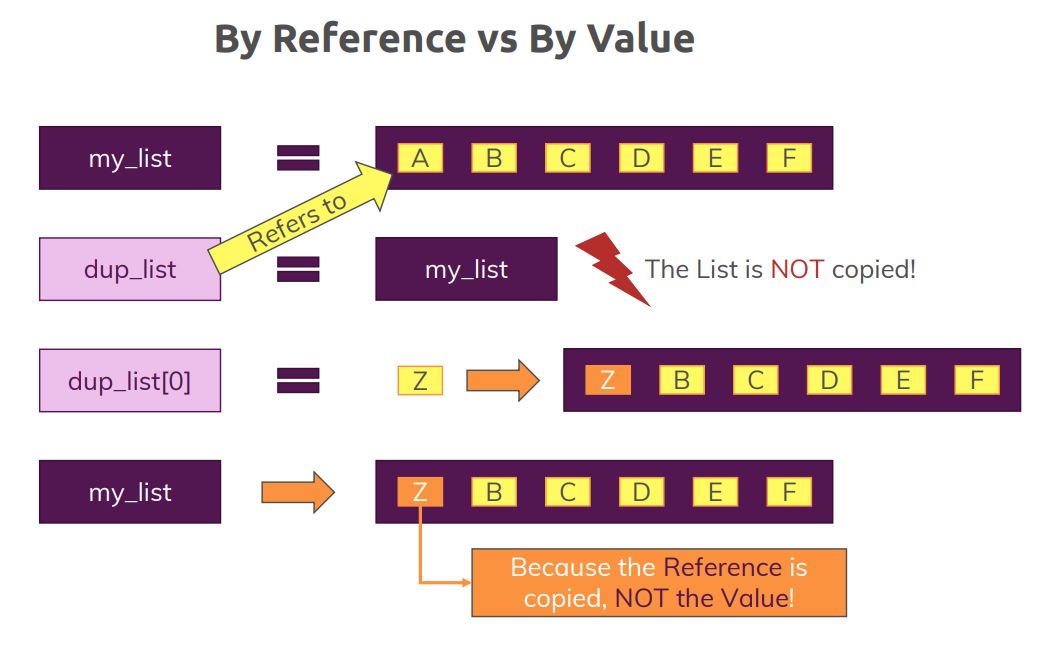 By Reference vs By Value
my_list
A B C D E F
Refers to
dup_list
my_list
The List is NOT copied!
dup_list[0]
Z
Z B C D E F
my_list
Z B C D E F
Because the Reference is
copied, NOT the Value!